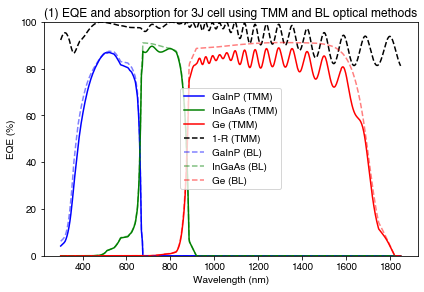 (1) EQE and absorption for 3J cell using TMM and BL optical methods
100
80
60
40
20
0
EQE (%)
GaInP (TMM)
InGaAs (TMM)
Ge (TMM)
1-R (TMM)
GaInP (BL)
InGaAs (BL)
Ge (BL)
400 600 800 1000 1200 1400 1600 1800
Wavelength (nm)